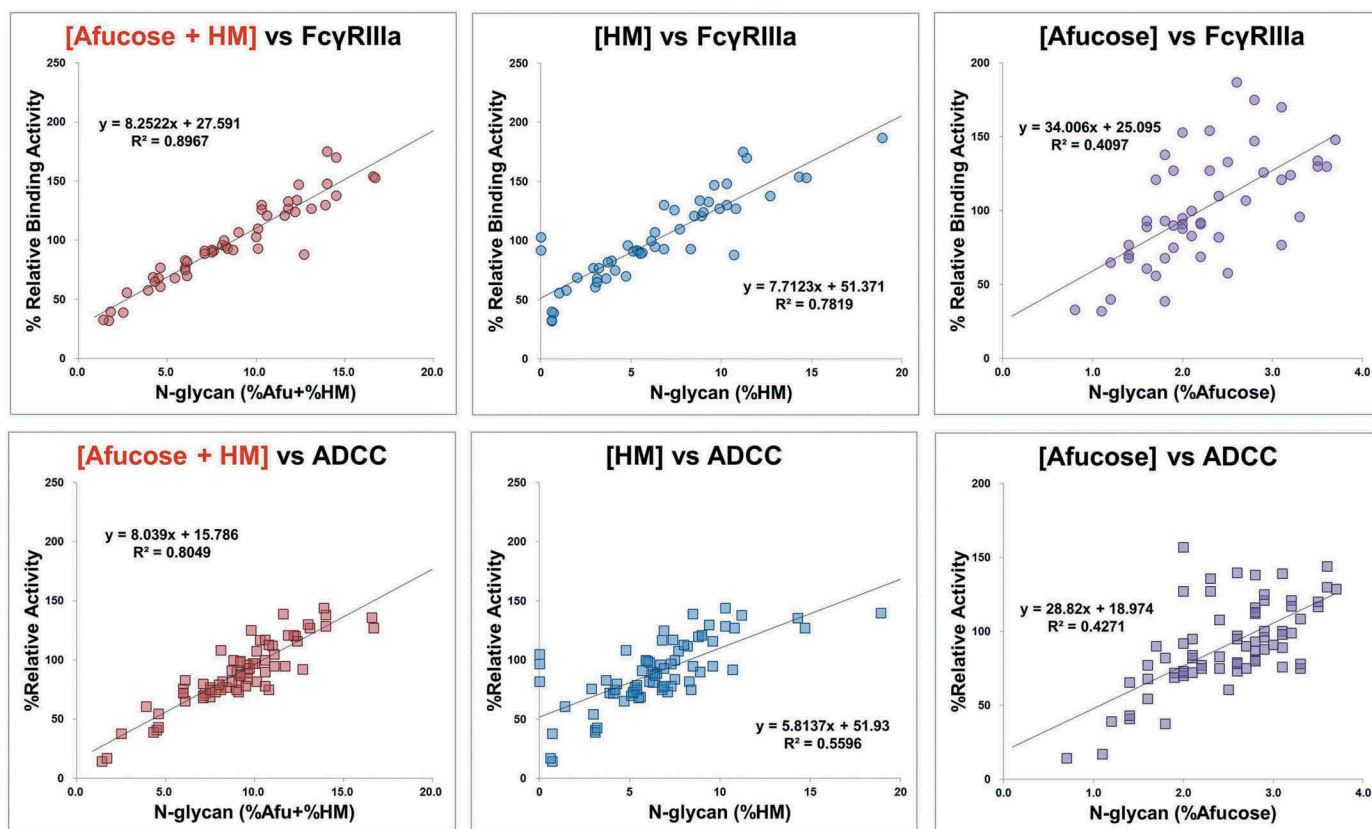 [Afucose + HM] vs FcγRIIIa
% Relative Binding Activity
250
200
150
100
50
0
y = 8.2522x + 27.591
R² = 0.8967
0.0 5.0 10.0 15.0 20.0
N-glycan (%Afu+%HM)
[HM] vs FcγRIIIa
% Relative Binding Activity
250
200
150
100
50
0
y = 7.7123x + 51.371
R² = 0.7819
0 5 10 15 20
N-glycan (%HM)
[Afucose] vs FcγRIIIa
% Relative Binding Activity
200
150
100
50
0
y = 34.006x + 25.095
R² = 0.4097
0.0 1.0 2.0 3.0 4.0
N-glycan (%Afucose)
[Afucose + HM] vs ADCC
%Relative Activity
250
200
150
100
50
0
y = 8.039x + 15.786
R² = 0.8049
0.0 5.0 10.0 15.0 20.0
N-glycan (%Afu+%HM)
[HM] vs ADCC
%Relative Activity
250
200
150
100
50
0
y = 5.8137x + 51.93
R² = 0.5596
0 5 10 15 20
N-glycan (%HM)
[Afucose] vs ADCC
%Relative Activity
200
150
100
50
0
y = 28.82x + 18.974
R² = 0.4271
0.0 1.0 2.0 3.0 4.0
N-glycan (%Afucose)